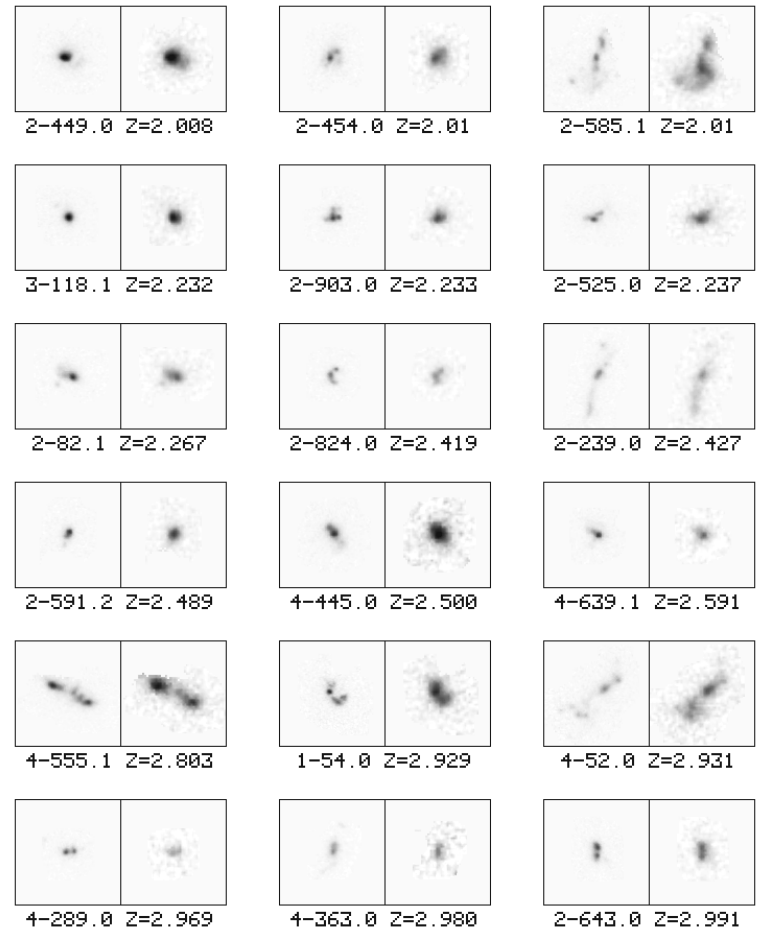 2-449.0 Z=2.008
2-454.0 Z=2.01
2-585.1 Z=2.01
3-118.1 Z=2.232
2-903.0 Z=2.233
2-525.0 Z=2.237
2-82.1 Z=2.267
2-824.0 Z=2.419
2-239.0 Z=2.427
2-591.2 Z=2.489
4-445.0 Z=2.500
4-639.1 Z=2.591
4-555.1 Z=2.803
1-54.0 Z=2.929
4-52.0 Z=2.931
4-289.0 Z=2.969
4-363.0 Z=2.980
2-643.0 Z=2.991